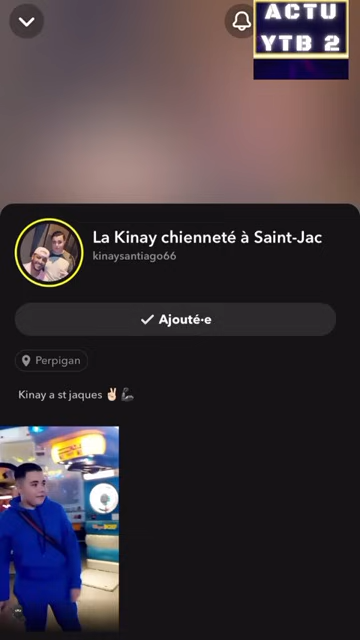 ACTU
YTB 2
La Kinay chienneté à Saint-Jac
kinaysantiago66
Ajouté·e
Perpigan
Kinay a st jaques ✌🏻🦾